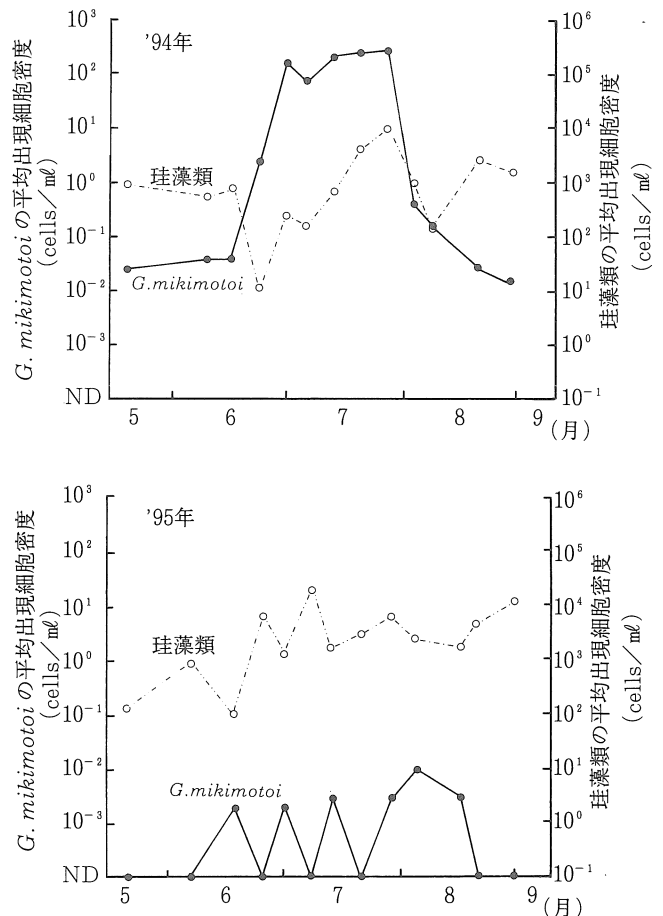 '94年
G. mikimotoi の平均出現細胞密度
(cells/mℓ)
10³
10²
10¹
10⁰
10⁻¹
10⁻²
10⁻³
ND
珪藻類
G.mikimotoi
10⁶
10⁵
10⁴
10³
10²
10¹
10⁰
10⁻¹
珪藻類の平均出現細胞密度
(cells/mℓ)
5 6 7 8 9
(月)
'95年
G. mikimotoi の平均出現細胞密度
(cells/mℓ)
10³
10²
10¹
10⁰
10⁻¹
10⁻²
10⁻³
ND
珪藻類
G.mikimotoi
10⁶
10⁵
10⁴
10³
10²
10¹
10⁰
10⁻¹
珪藻類の平均出現細胞密度
(cells/mℓ)
5 6 7 8 9
(月)